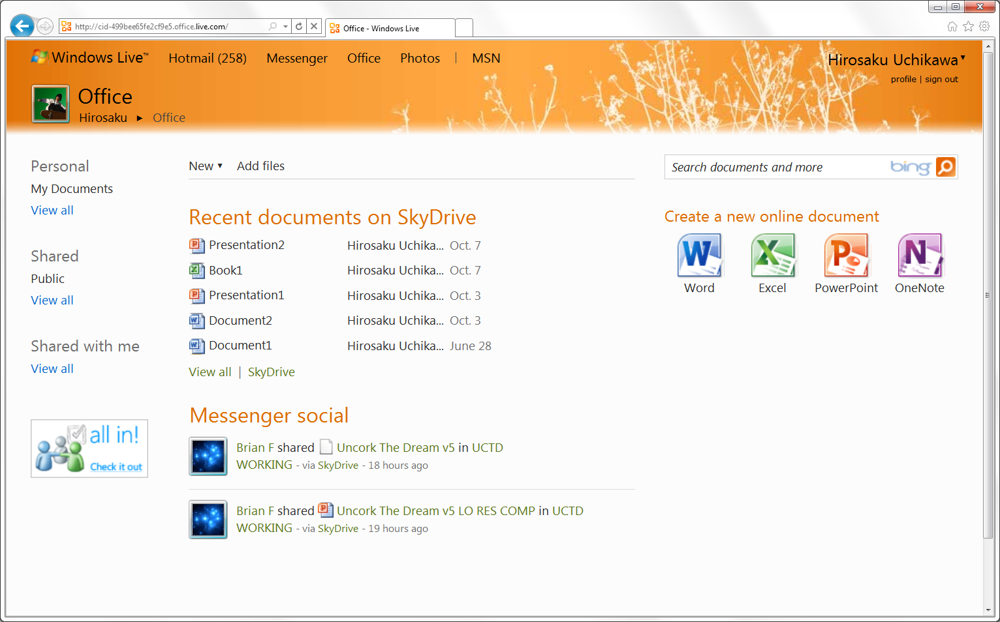 http://cid-499bee65fe2cf9e5.office.live.com/
Office - Windows Live
Windows Live™ Hotmail (258) Messenger Office Photos | MSN
Hirosaku Uchikawa
profile | sign out
Office
Hirosaku ► Office
Personal
My Documents
View all
Shared
Public
View all
Shared with me
View all
all in!
Check it out
New ▾ Add files
Recent documents on SkyDrive
Presentation2 Hirosaku Uchika... Oct. 7
Book1 Hirosaku Uchika... Oct. 7
Presentation1 Hirosaku Uchika... Oct. 3
Document2 Hirosaku Uchika... Oct. 3
Document1 Hirosaku Uchika... June 28
View all | SkyDrive
Messenger social
Brian F shared Uncork The Dream v5 in UCTD
WORKING - via SkyDrive - 18 hours ago
Brian F shared Uncork The Dream v5 LO RES COMP in UCTD
WORKING - via SkyDrive - 19 hours ago
Search documents and more bing
Create a new online document
Word Excel PowerPoint OneNote